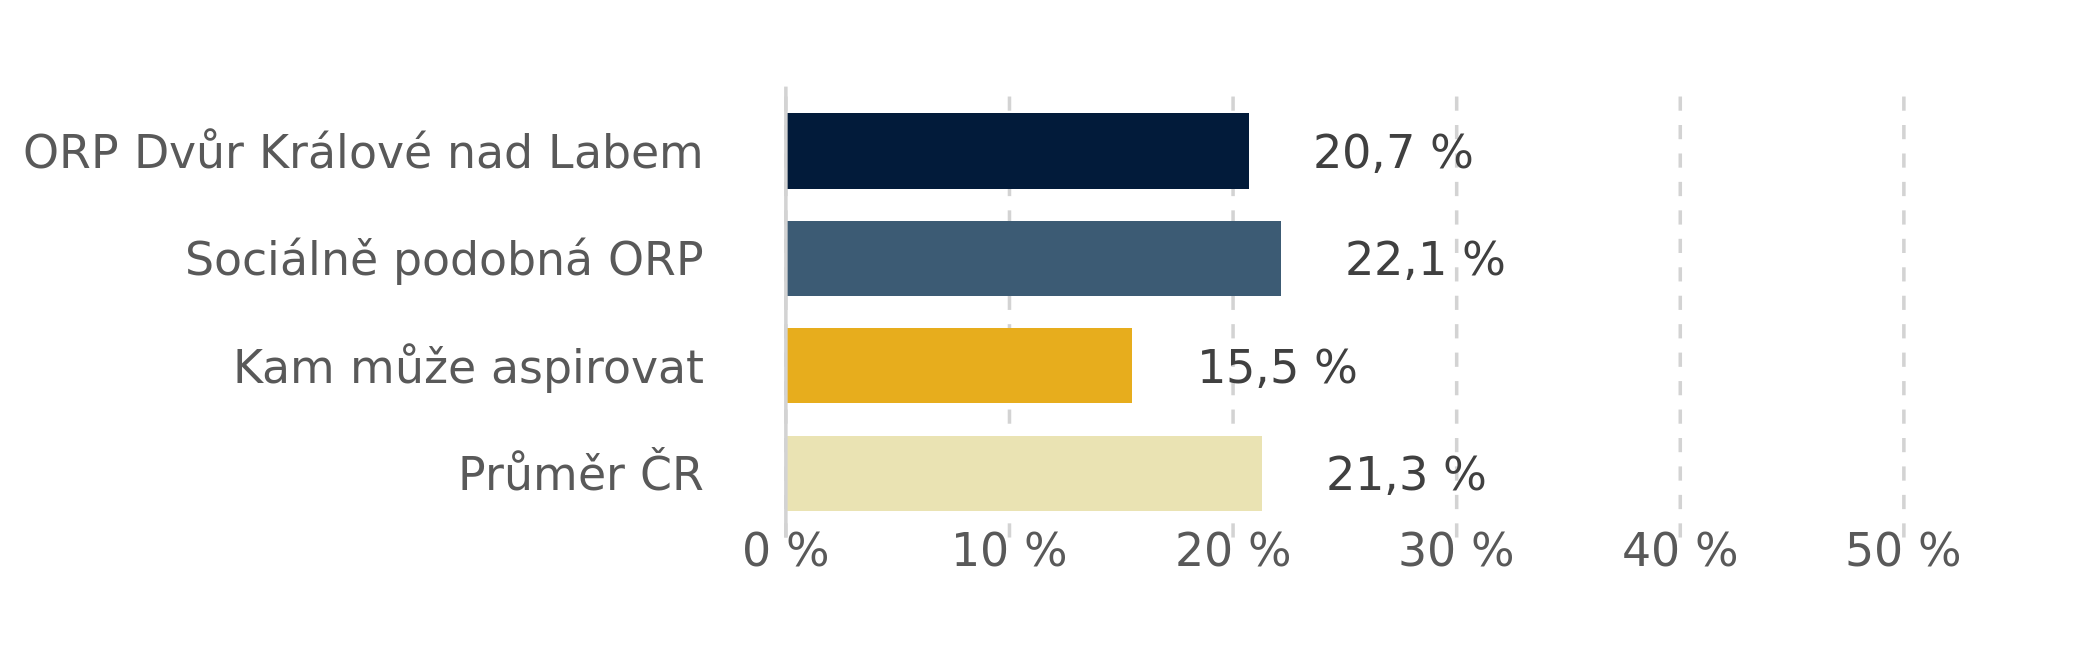 ORP Dvůr Králové nad Labem 20,7 %
Sociálně podobná ORP 22,1 %
Kam může aspirovat 15,5 %
Průměr ČR 21,3 %
0 % 10 % 20 % 30 % 40 % 50 %